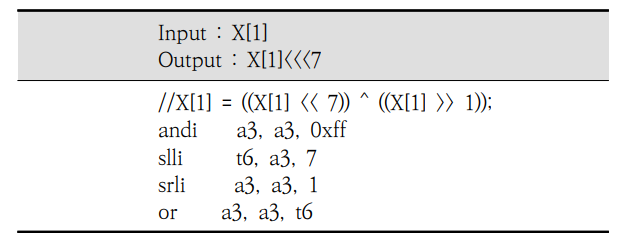 Input : X[1]
Output : X[1]<<<7
//X[1] = ((X[1] << 7)) ^ ((X[1] >> 1));
andi a3, a3, 0xff
slli t6, a3, 7
srli a3, a3, 1
or a3, a3, t6